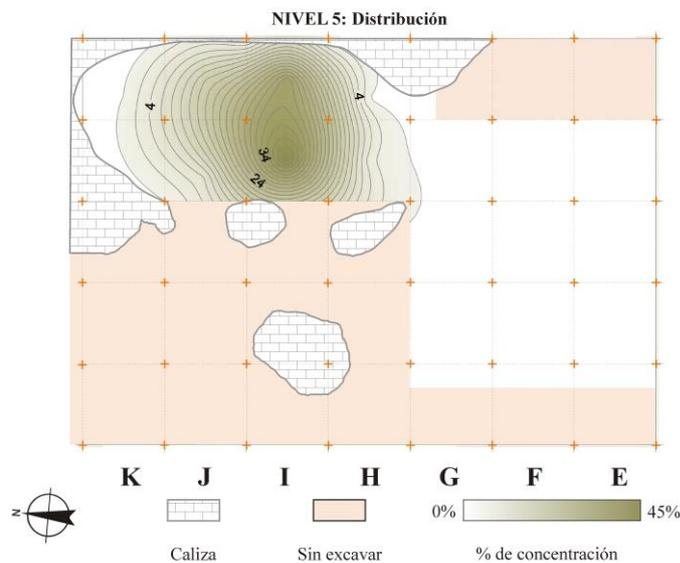 NIVEL 5: Distribución
4
4
34
24
K J I H G F E
N
0% 45%
Caliza Sin excavar % de concentración